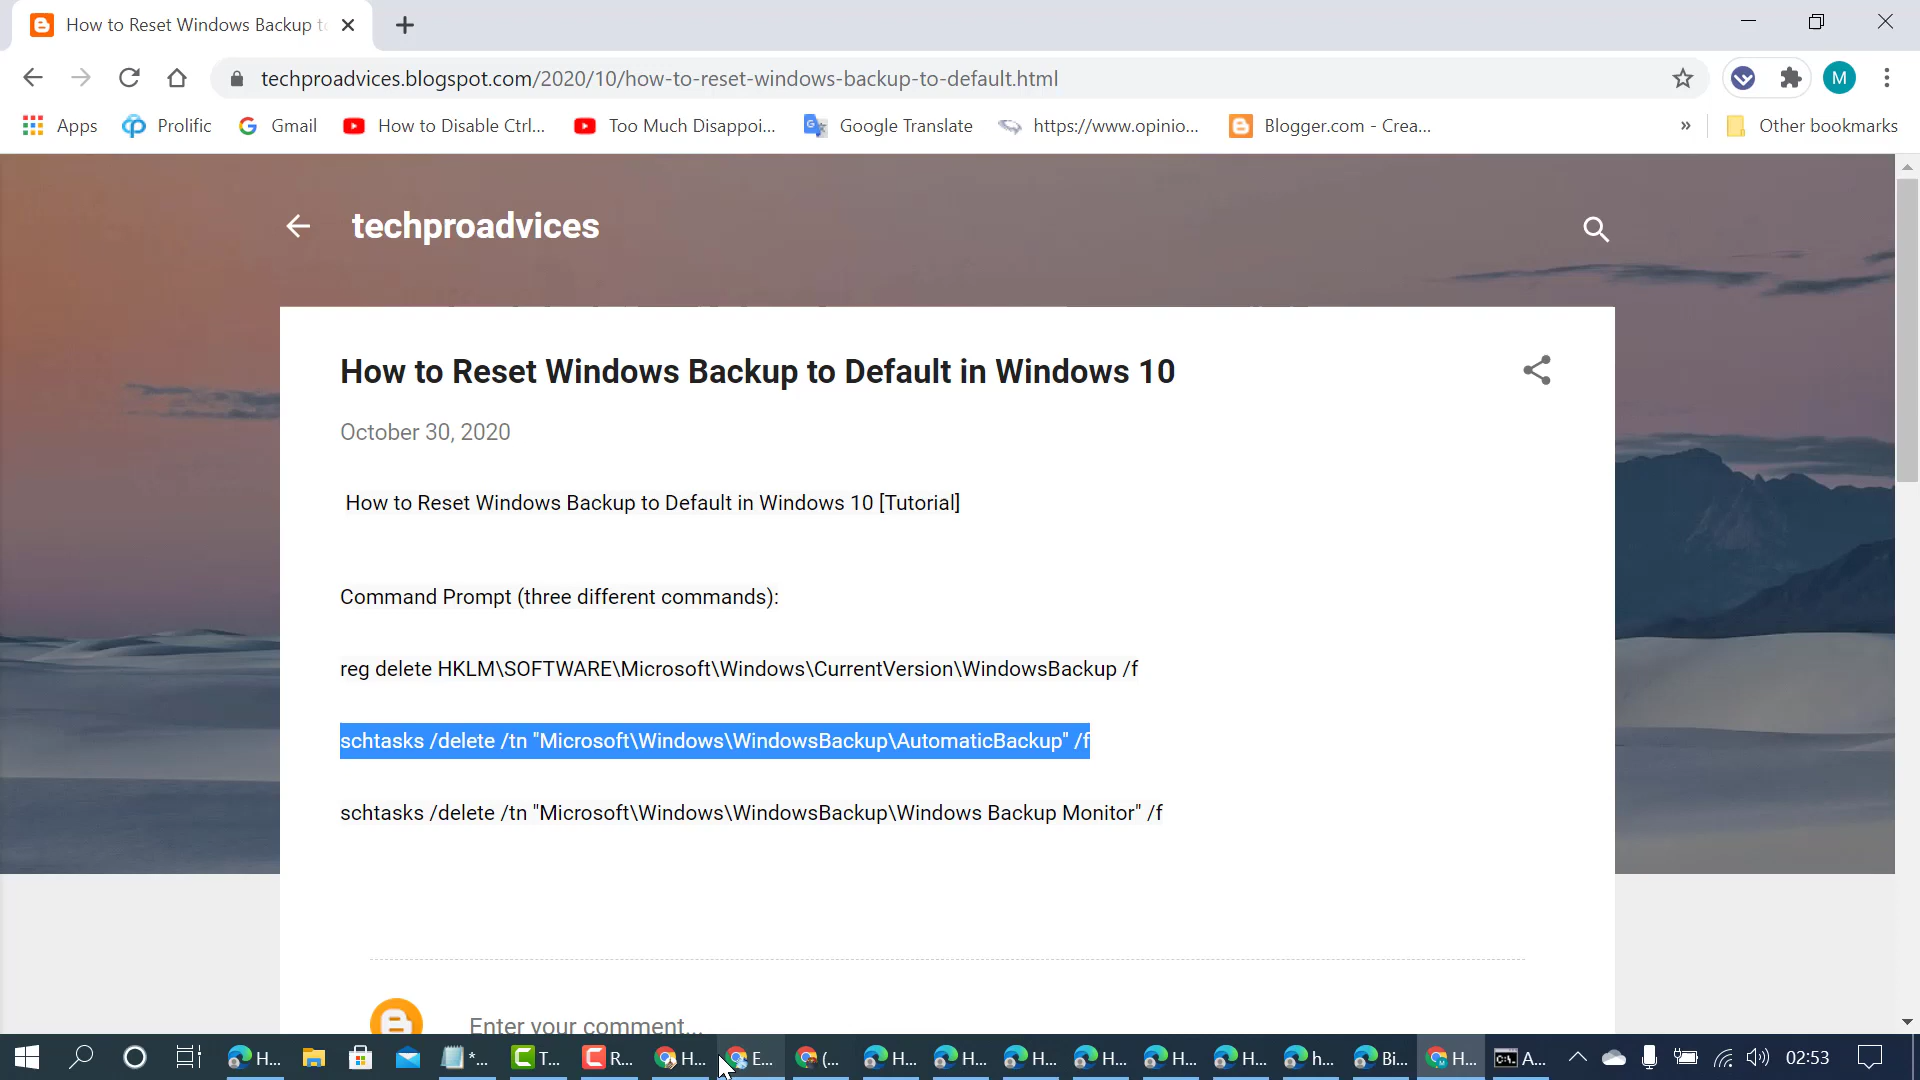 How to Reset Windows Backup to
techproadvices.blogspot.com/2020/10/how-to-reset-windows-backup-to-default.html
M
Apps Prolific Gmail How to Disable Ctrl... Too Much Disappoi... Google Translate https://www.opinio... Blogger.com - Crea... » Other bookmarks
techproadvices
How to Reset Windows Backup to Default in Windows 10
October 30, 2020
How to Reset Windows Backup to Default in Windows 10 [Tutorial]
Command Prompt (three different commands):
reg delete HKLM\SOFTWARE\Microsoft\Windows\CurrentVersion\WindowsBackup /f
schtasks /delete /tn "Microsoft\Windows\WindowsBackup\AutomaticBackup" /f
schtasks /delete /tn "Microsoft\Windows\WindowsBackup\Windows Backup Monitor" /f
Enter your comment...
H... *... T... R... H... E... (... H... H... H... H... H... H... h... Bi... H... A... 02:53